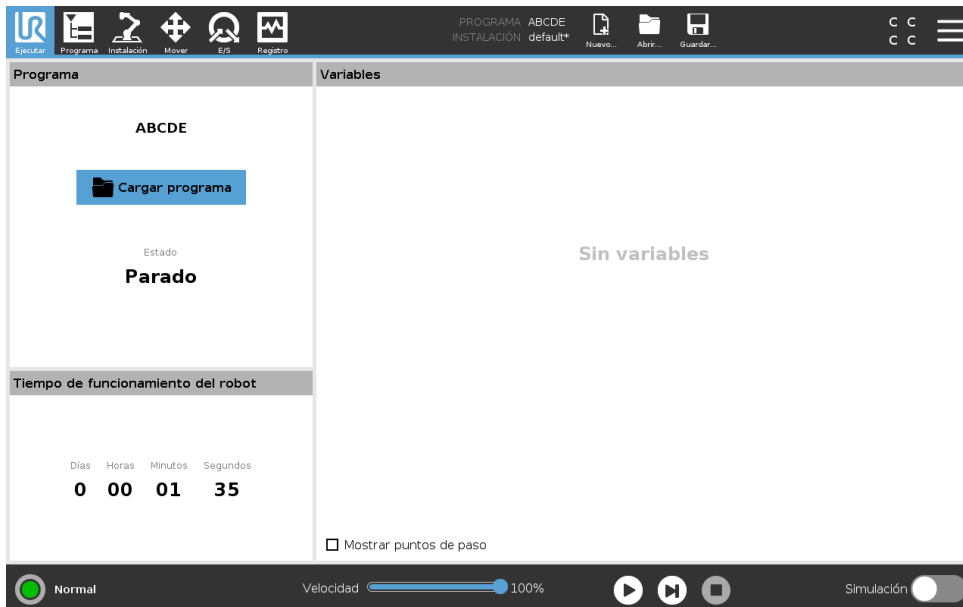 UR
Ejecutar Programa Instalación Mover E/S Registro
PROGRAMA ABCDE
INSTALACIÓN default*
Nuevo... Abrir... Guardar...
C C
C C
Programa
ABCDE
Cargar programa
Estado
Parado
Tiempo de funcionamiento del robot
Días Horas Minutos Segundos
0 00 01 35
Variables
Sin variables
Mostrar puntos de paso
Normal
Velocidad 100%
Simulación